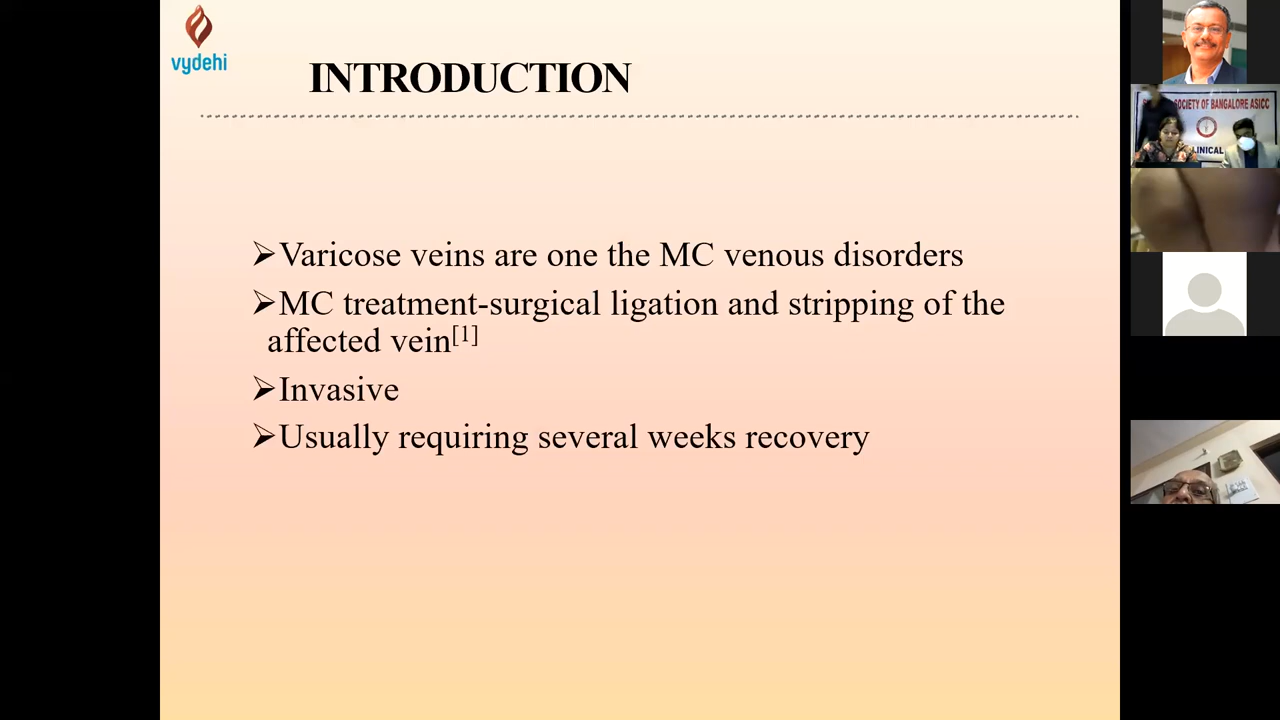 vydehi
INTRODUCTION
➢Varicose veins are one the MC venous disorders
➢MC treatment-surgical ligation and stripping of the
affected vein[1]
➢Invasive
➢Usually requiring several weeks recovery
SOCIETY OF BANGALORE ASICC
LINICAL